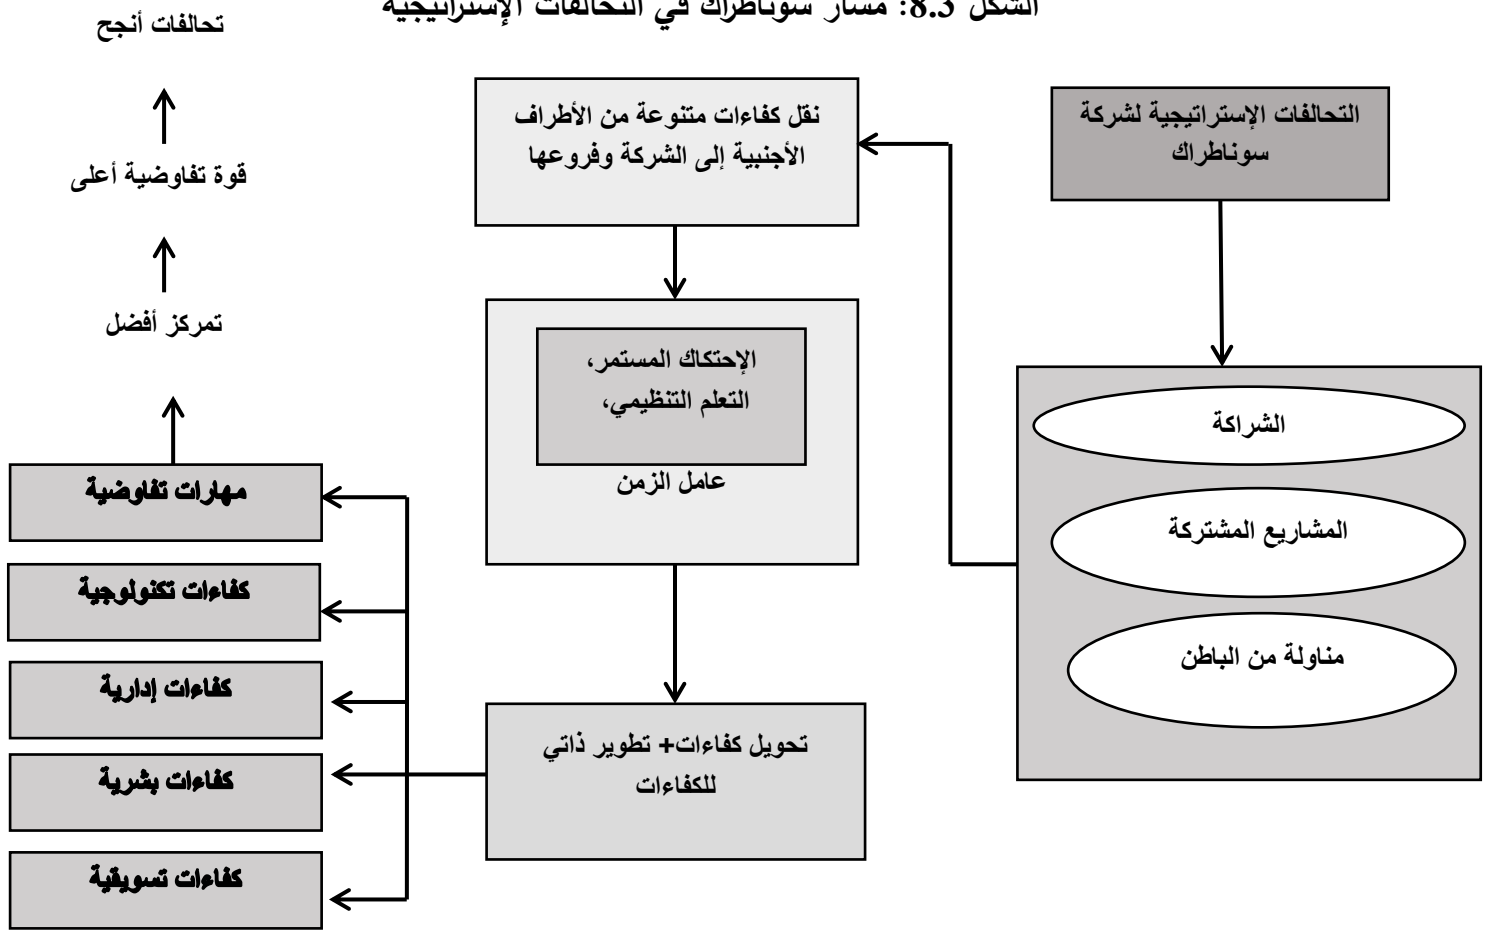 الشكل 8.3: مسار سوناطراك في التحالفات الإستراتيجية
التحالفات الإستراتيجية لشركة
سوناطراك
الشراكة
المشاريع المشتركة
مناولة من الباطن
نقل كفاءات متنوعة من الأطراف
الأجنبية إلى الشركة وفروعها
الإحتكاك المستمر،
التعلم التنظيمي،
عامل الزمن
تحويل كفاءات+ تطوير ذاتي
للكفاءات
مهارات تفاوضية
كفاءات تكنولوجية
كفاءات إدارية
كفاءات بشرية
كفاءات تسويقية
تمركز أفضل
قوة تفاوضية أعلى
تحالفات أنجح